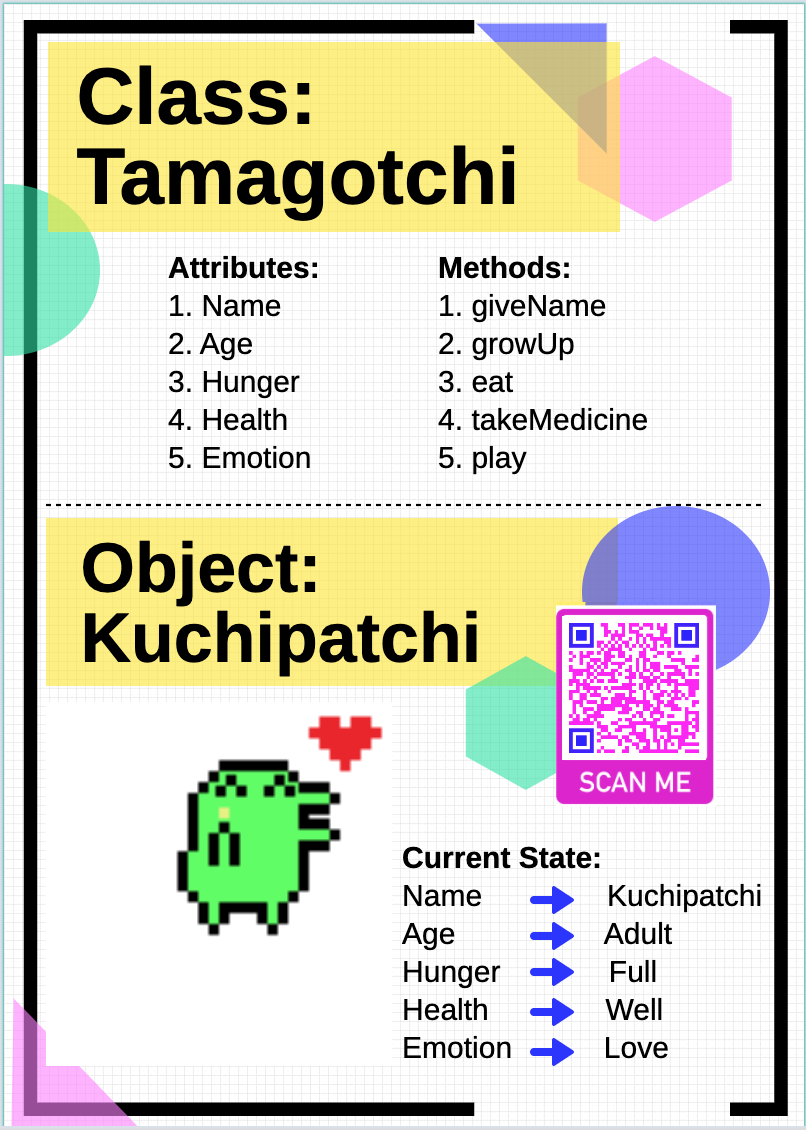 Class:
Tamagotchi
Attributes:
1. Name
2. Age
3. Hunger
4. Health
5. Emotion
Methods:
1. giveName
2. growUp
3. eat
4. takeMedicine
5. play
Object:
Kuchipatchi
SCAN ME
Current State:
Name Kuchipatchi
Age Adult
Hunger Full
Health Well
Emotion Love